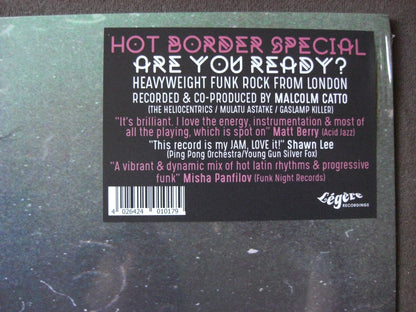 HOT BORDER SPECIAL
ARE YOU READY?
HEAVYWEIGHT FUNK ROCK FROM LONDON
RECORDED & CO-PRODUCED BY MALCOLM CATTO
(THE HELIOCENTRICS / MULATU ASTATKE / GASLAMP KILLER)
"It's brilliant. I love the energy, instrumentation & most of
all the playing, which is spot on" Matt Berry (Acid Jazz)
"This record is my JAM, LOVE it!" Shawn Lee
(Ping Pong Orchestra/Young Gun Silver Fox)
"A vibrant & dynamic mix of hot latin rhythms & progressive
funk" Misha Panfilov (Funk Night Records)
4 026424 010179
Légère
RECORDINGS